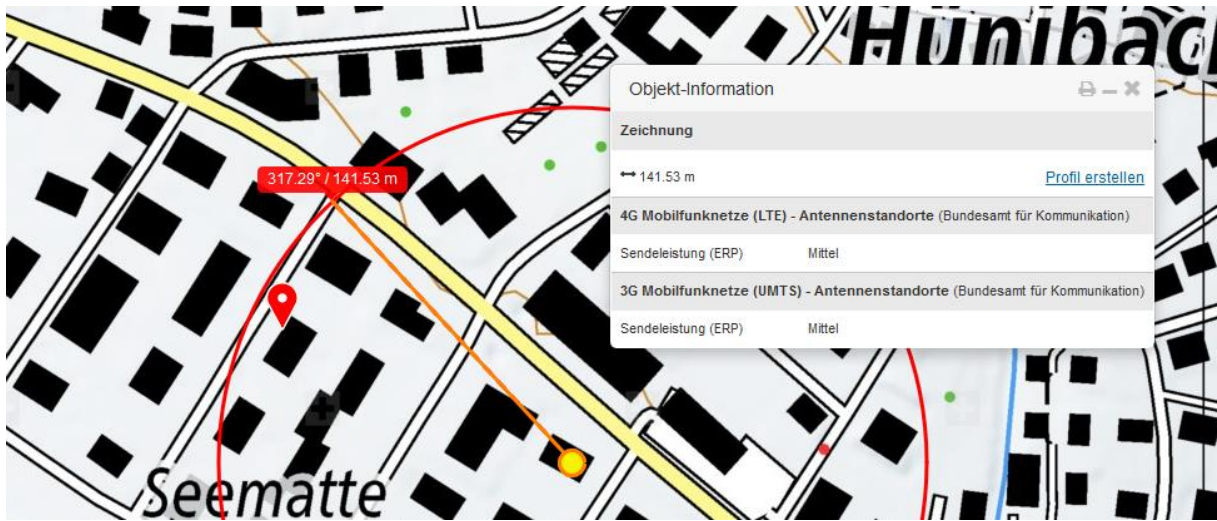 Hünibac
Objekt-Information
Zeichnung
141.53 m
Profil erstellen
317.29° / 141.53 m
4G Mobilfunknetze (LTE) - Antennenstandorte (Bundesamt für Kommunikation)
Sendeleistung (ERP) Mittel
3G Mobilfunknetze (UMTS) - Antennenstandorte (Bundesamt für Kommunikation)
Sendeleistung (ERP) Mittel
Seematte